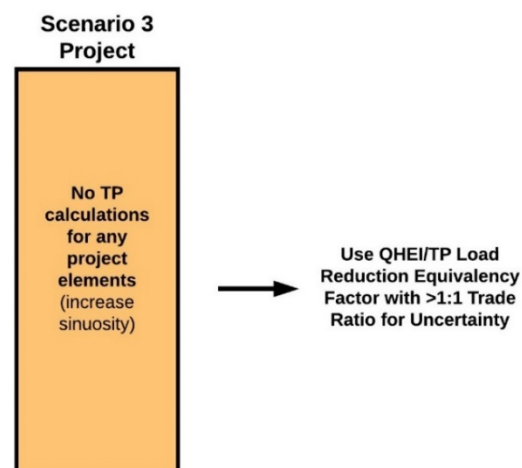 Scenario 3
Project
No TP
calculations
for any
project
elements
(increase
sinuosity)
Use QHEI/TP Load
Reduction Equivalency
Factor with >1:1 Trade
Ratio for Uncertainty